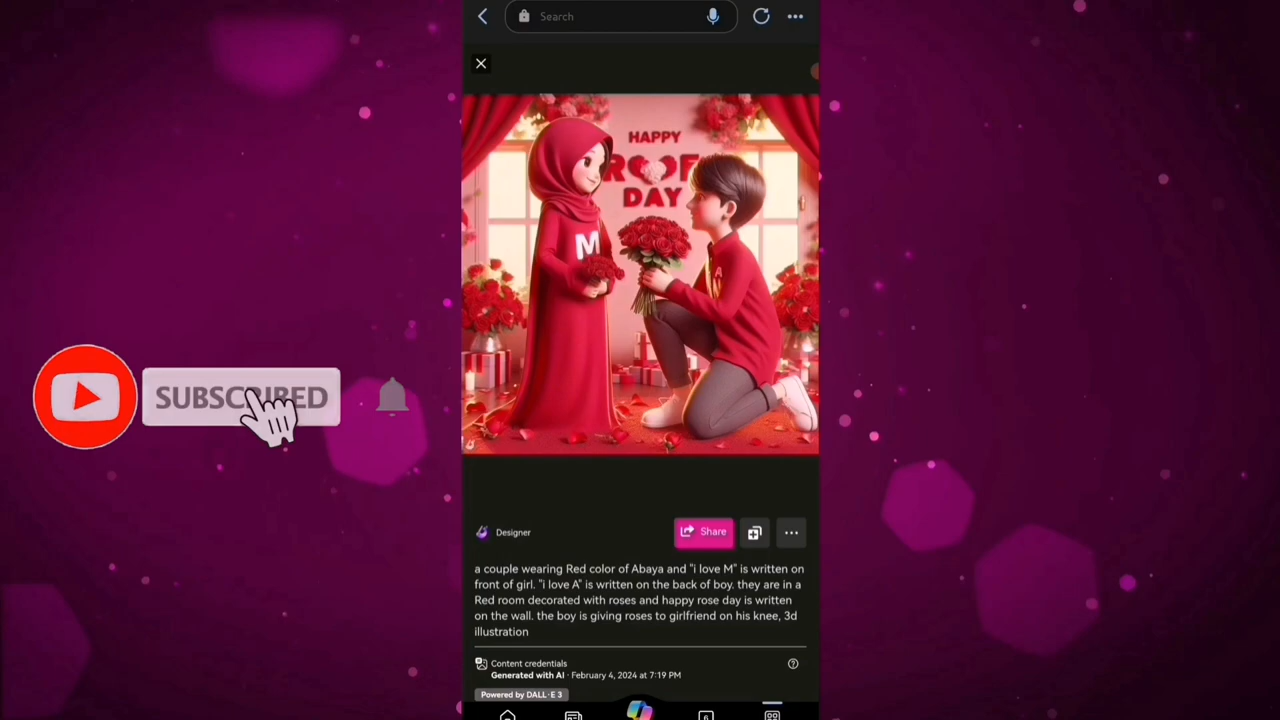 Search
HAPPY
DAY
M
A
SUBSCRIBED
Designer
Share
a couple wearing Red color of Abaya and "i love M" is written on
front of girl. "i love A" is written on the back of boy. they are in a
Red room decorated with roses and happy rose day is written
on the wall. the boy is giving roses to girlfriend on his knee, 3d
illustration
Content credentials
Generated with AI · February 4, 2024 at 7:19 PM
Powered by DALL·E 3
6